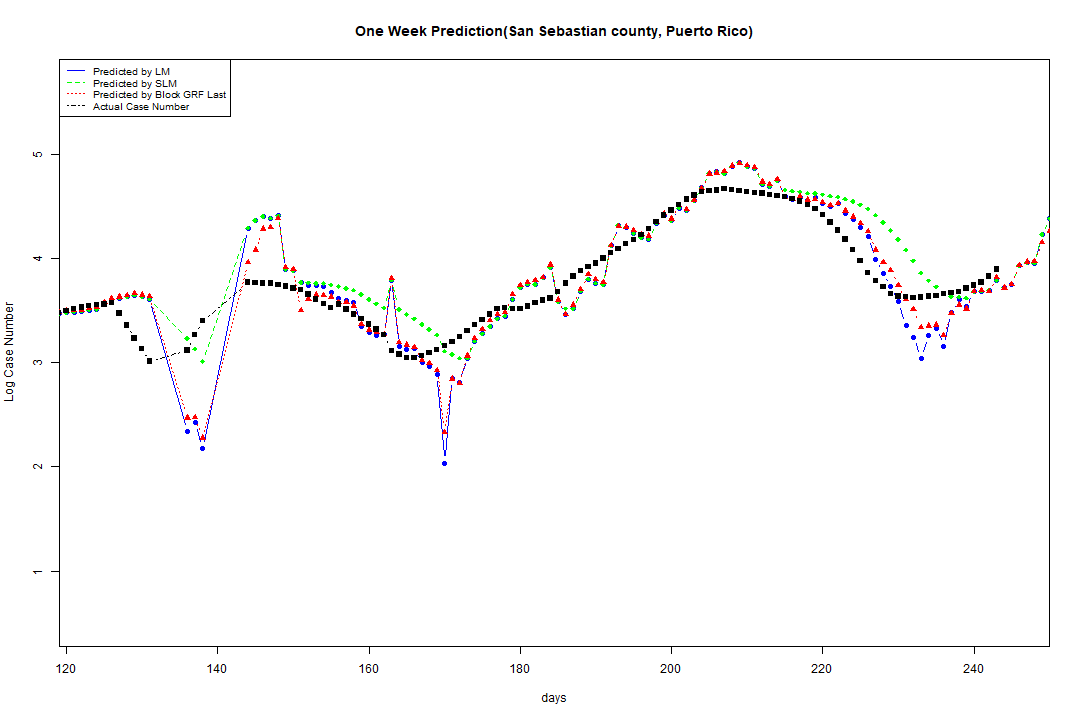 One Week Prediction(San Sebastian county, Puerto Rico)
Predicted by LM
Predicted by SLM
Predicted by Block GRF Last
Actual Case Number
Log Case Number
5
4
3
2
1
120 140 160 180 200 220 240
days